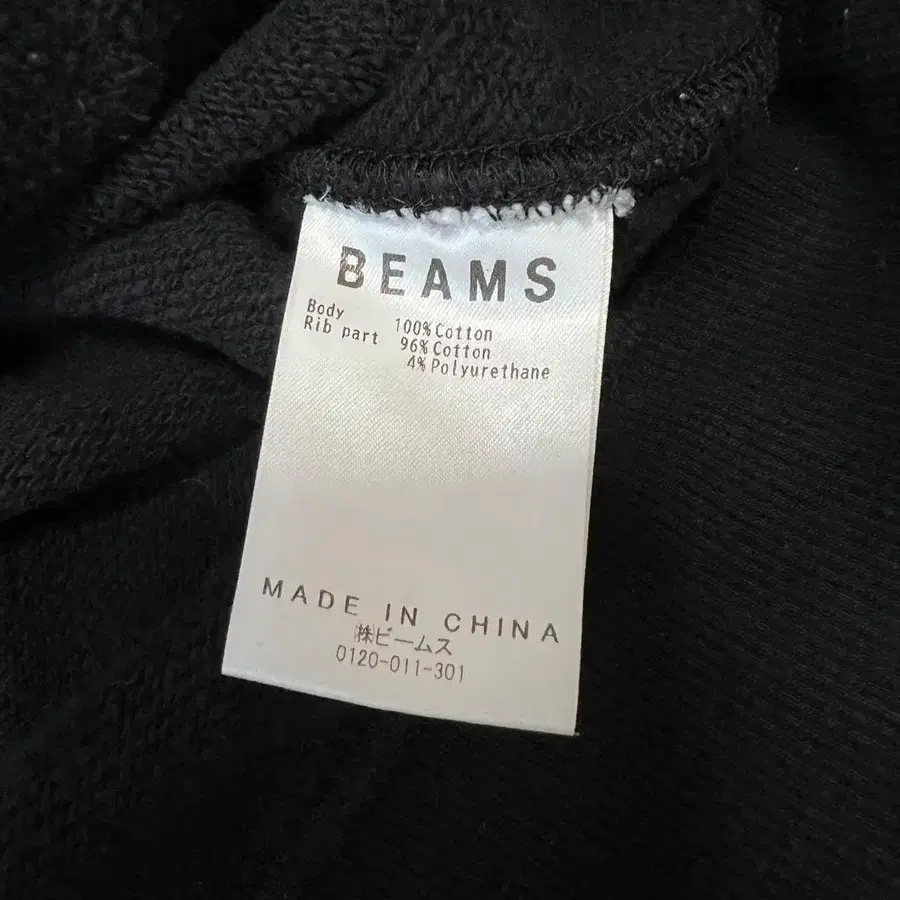 BEAMS
Body 100%Cotton
Rib part 96%Cotton
4%Polyurethane
MADE IN CHINA
㈱ビームス
0120-011-301